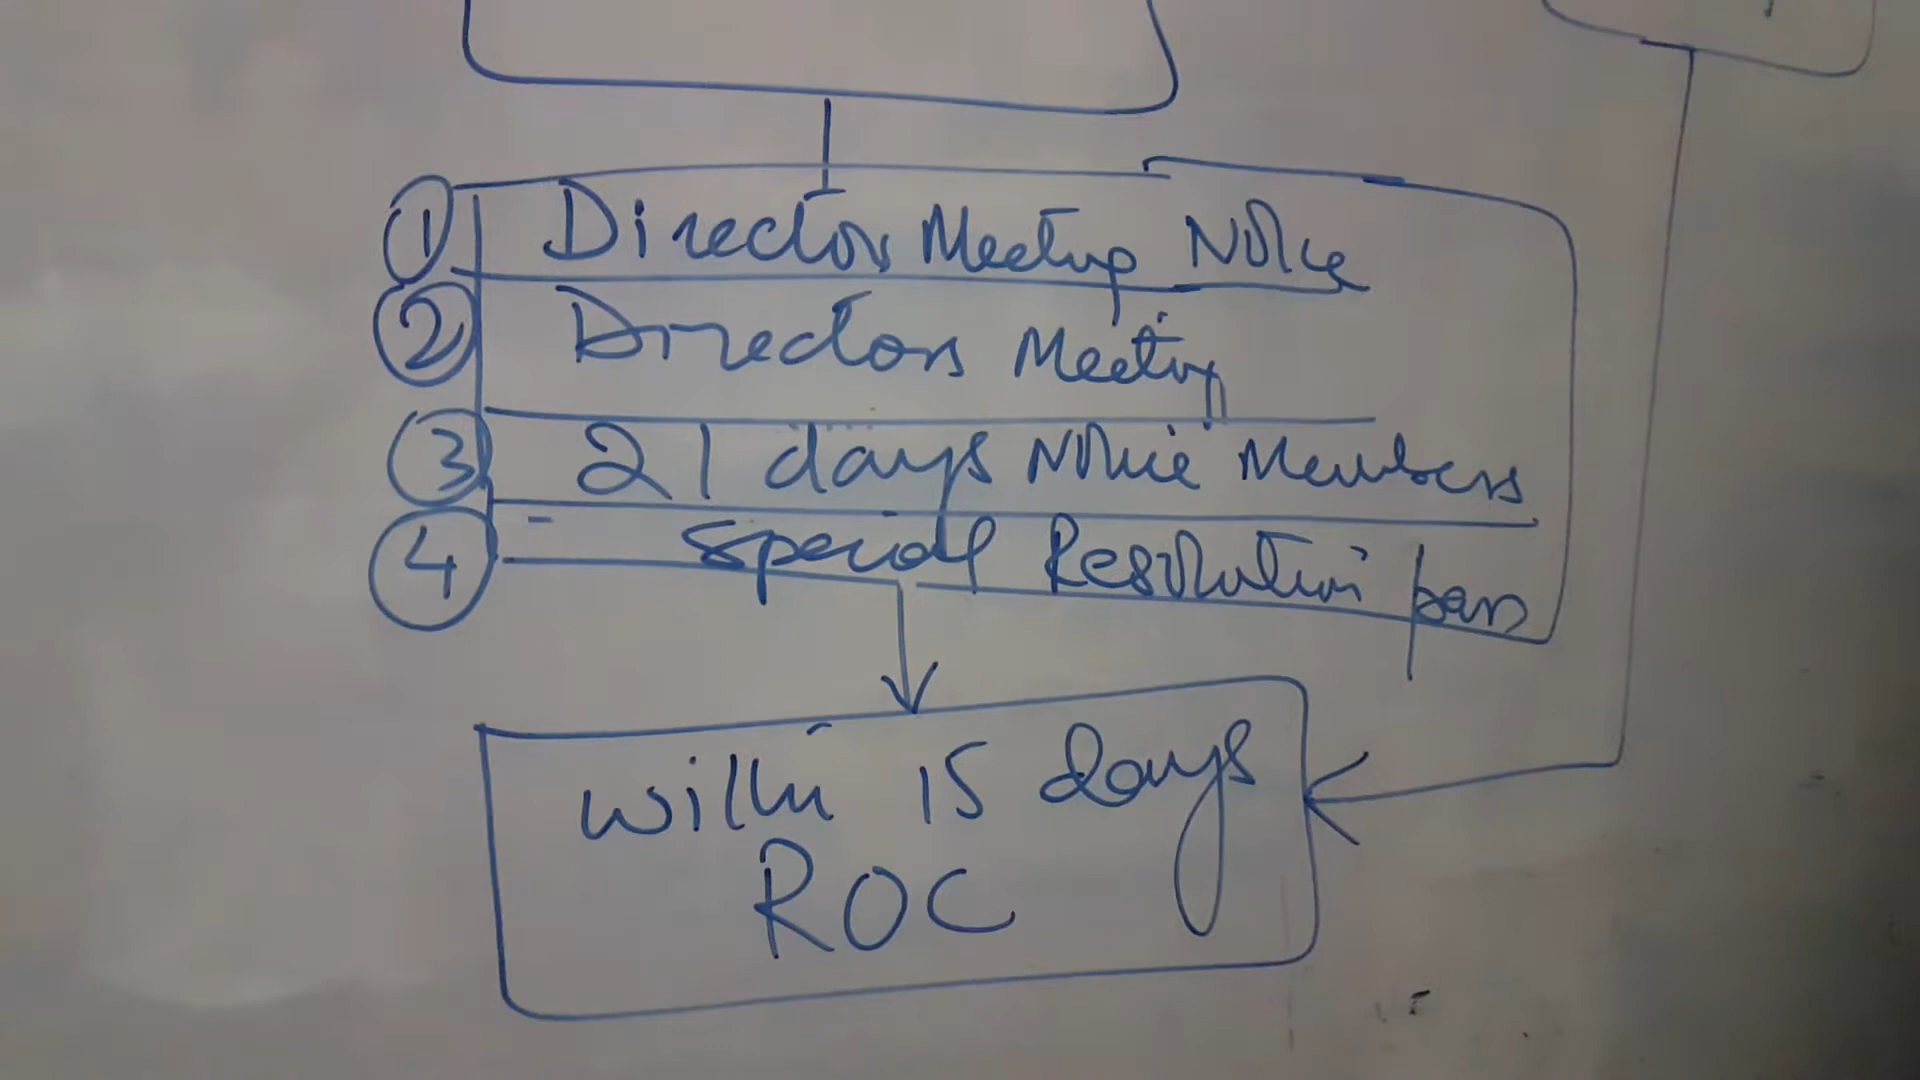 1 Directors Meeting Notice
2 Directors Meeting
3 21 days Notice Members
4 Special Resolution pass
within 15 days
ROC